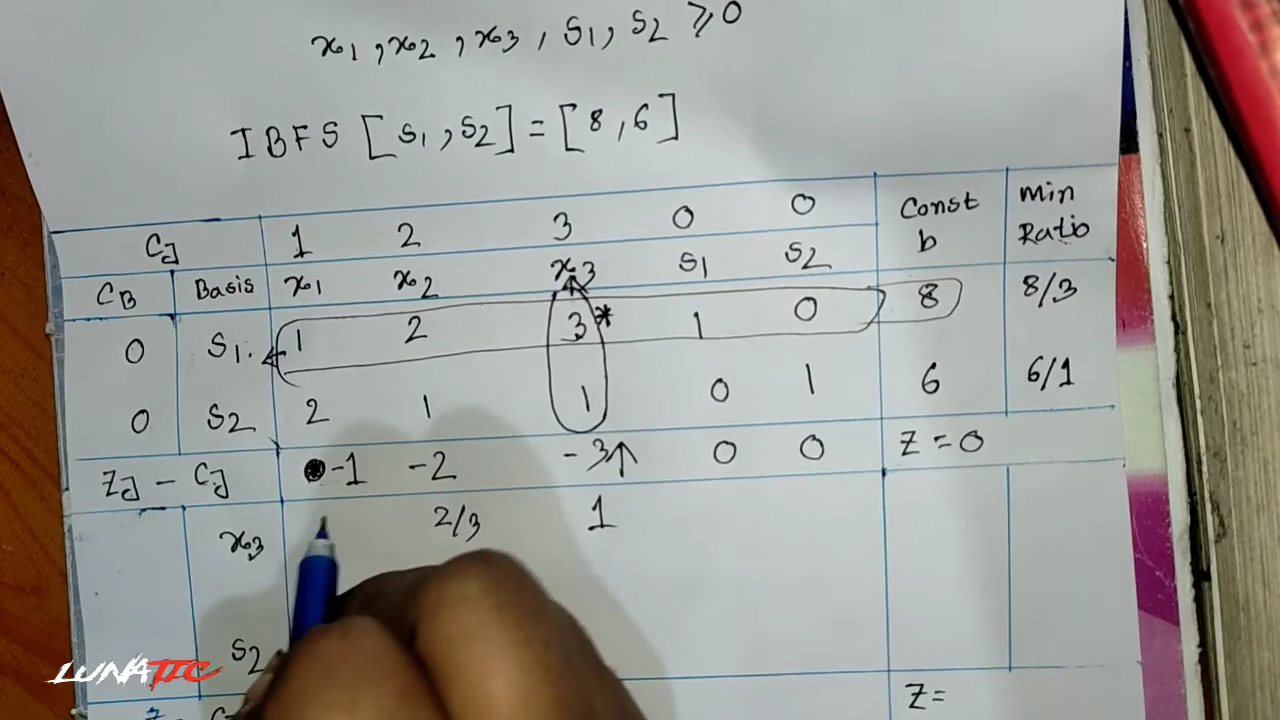 x1, x2, x3, S1, S2 ≥ 0
IBFS [S1, S2] = [8, 6]
CJ 1 2 3 0 0 Const b Min Ratio
CB Basis x1 x2 x3 S1 S2
0 S1. 1 2 3* 1 0 8 8/3
0 S2 2 1 1 0 1 6 6/1
ZJ - CJ -1 -2 -3↑ 0 0 Z = 0
x3 2/3 1
S2
Z=
LUNATIC